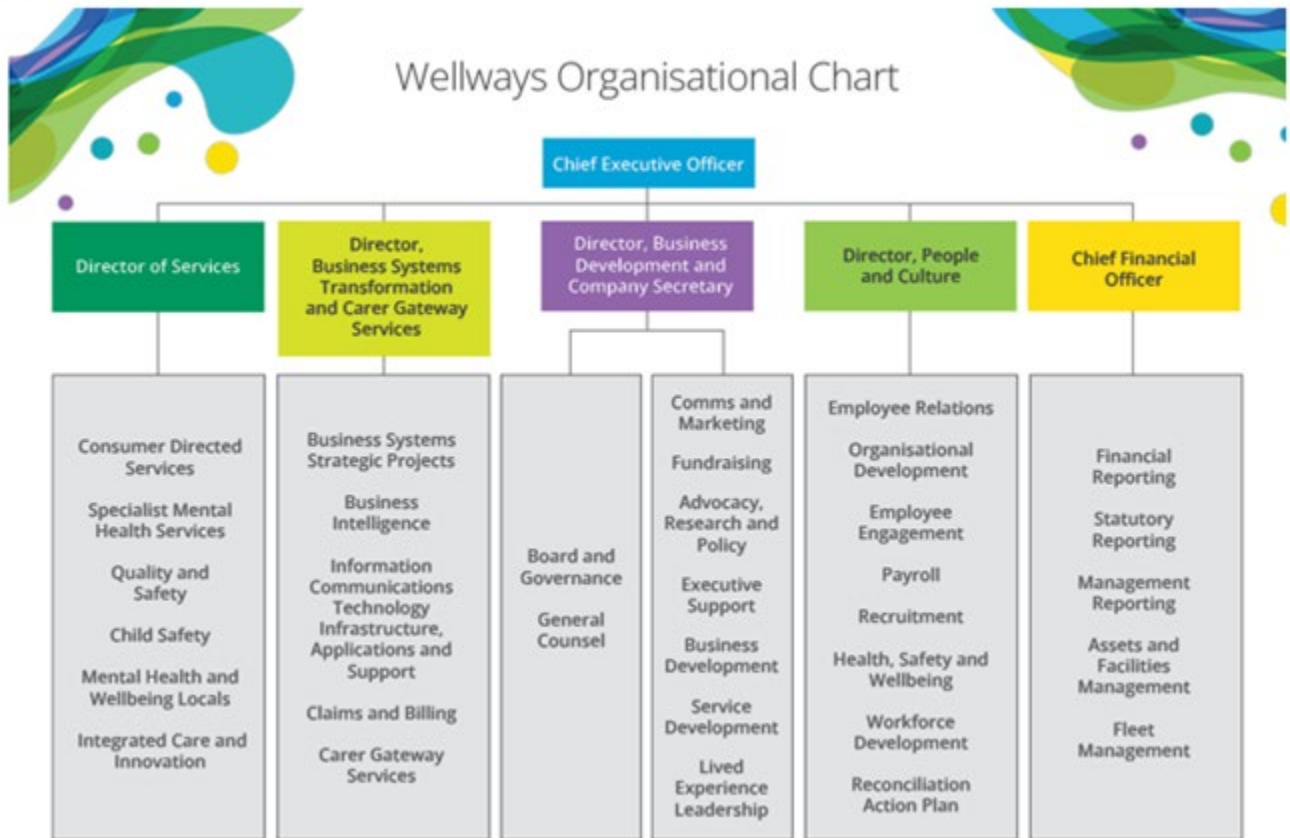 Wellways Organisational Chart
Chief Executive Officer
Director of Services
Director,
Business Systems
Transformation
and Carer Gateway
Services
Director, Business
Development and
Company Secretary
Director, People
and Culture
Chief Financial
Officer
Consumer Directed
Services
Specialist Mental
Health Services
Quality and
Safety
Child Safety
Mental Health and
Wellbeing Locals
Integrated Care and
Innovation
Business Systems
Strategic Projects
Business
Intelligence
Information
Communications
Technology
Infrastructure,
Applications and
Support
Claims and Billing
Carer Gateway
Services
Board and
Governance
General
Counsel
Comms and
Marketing
Fundraising
Advocacy,
Research and
Policy
Executive
Support
Business
Development
Service
Development
Lived
Experience
Leadership
Employee Relations
Organisational
Development
Employee
Engagement
Payroll
Recruitment
Health, Safety and
Wellbeing
Workforce
Development
Reconciliation
Action Plan
Financial
Reporting
Statutory
Reporting
Management
Reporting
Assets and
Facilities
Management
Fleet
Management